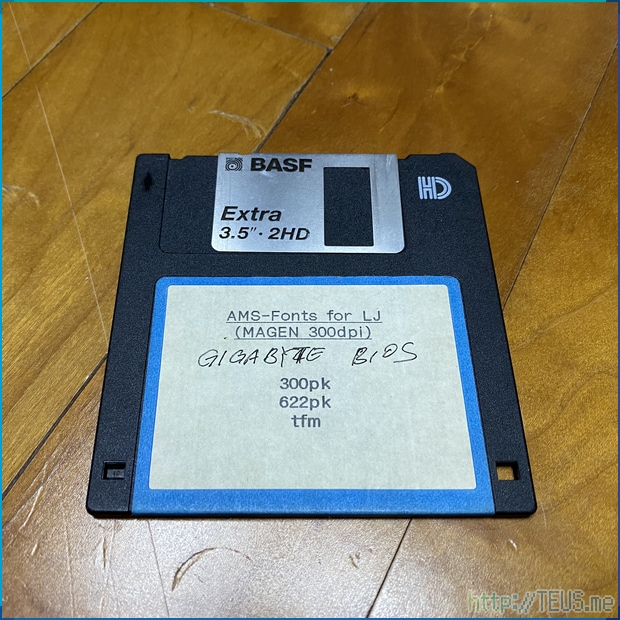 BASF
HD
Extra
3.5"· 2HD
AMS-Fonts for LJ
(MAGEN 300dpi)
GIGABYTE BIOS
300pk
622pk
tfm
http://TEUS.me